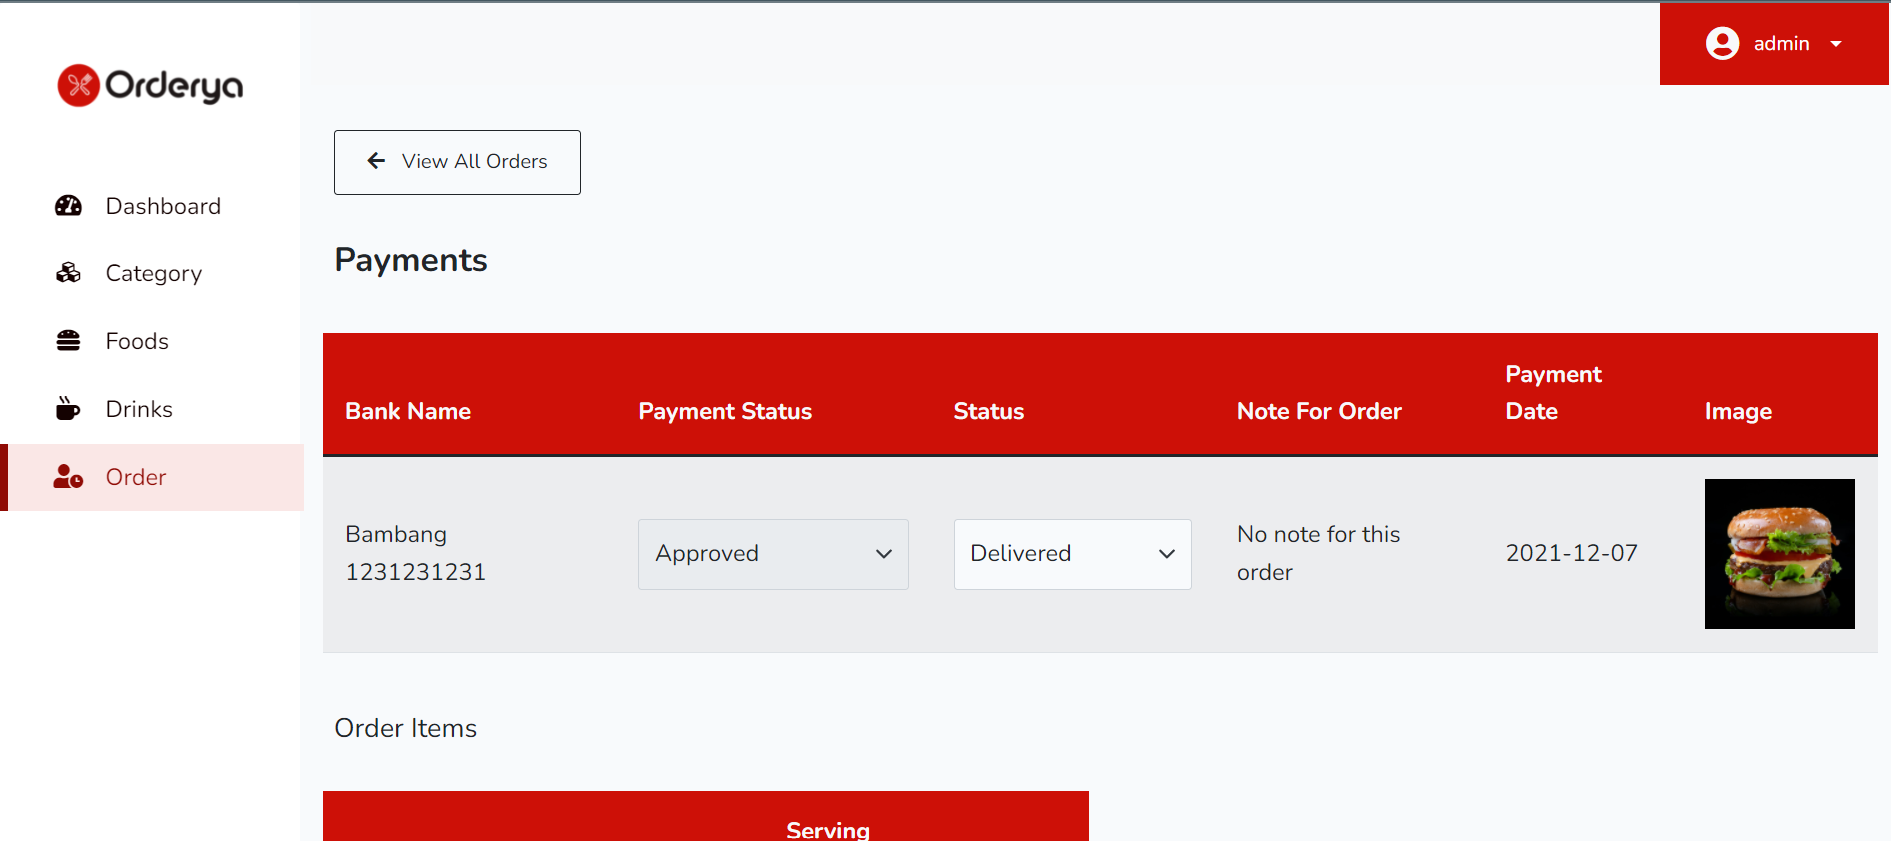 Orderya
admin
Dashboard
Category
Foods
Drinks
Order
View All Orders
Payments
Bank Name Payment Status Status Note For Order Payment Date Image
Bambang
1231231231
Approved
Delivered
No note for this
order
2021-12-07
Order Items
Serving